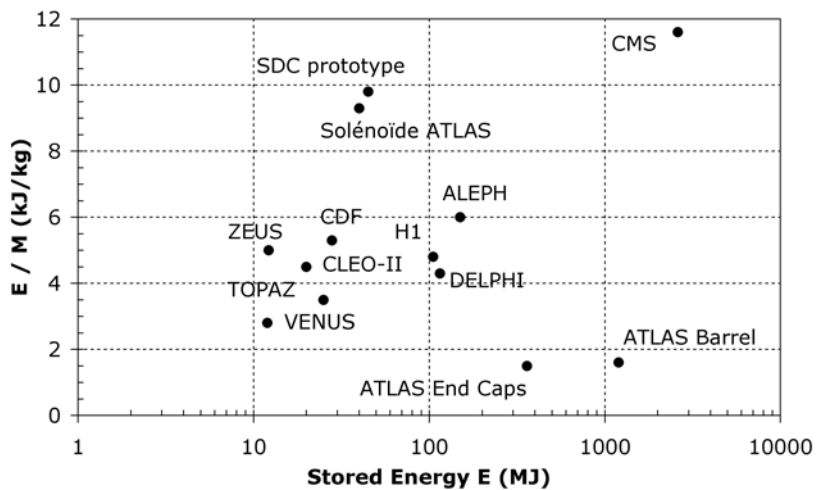 12
CMS
SDC prototype
10
Solénoïde ATLAS
8
E / M (kJ/kg)
ALEPH
6
CDF
ZEUS
H1
CLEO-II
4
DELPHI
TOPAZ
VENUS
2
ATLAS Barrel
ATLAS End Caps
0
1 10 100 1000 10000
Stored Energy E (MJ)